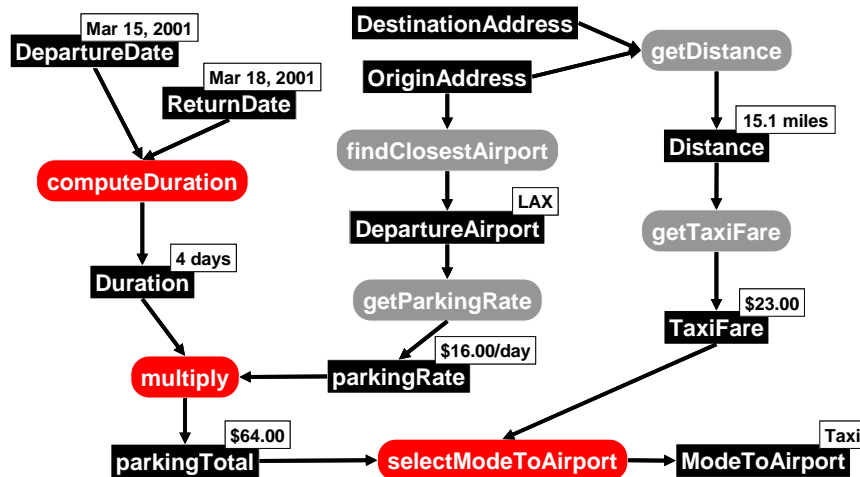 Mar 15, 2001
DepartureDate
Mar 18, 2001
ReturnDate
computeDuration
4 days
Duration
multiply
$64.00
parkingTotal
DestinationAddress
OriginAddress
findClosestAirport
LAX
DepartureAirport
getParkingRate
$16.00/day
parkingRate
getDistance
15.1 miles
Distance
getTaxiFare
$23.00
TaxiFare
selectModeToAirport
Taxi
ModeToAirport